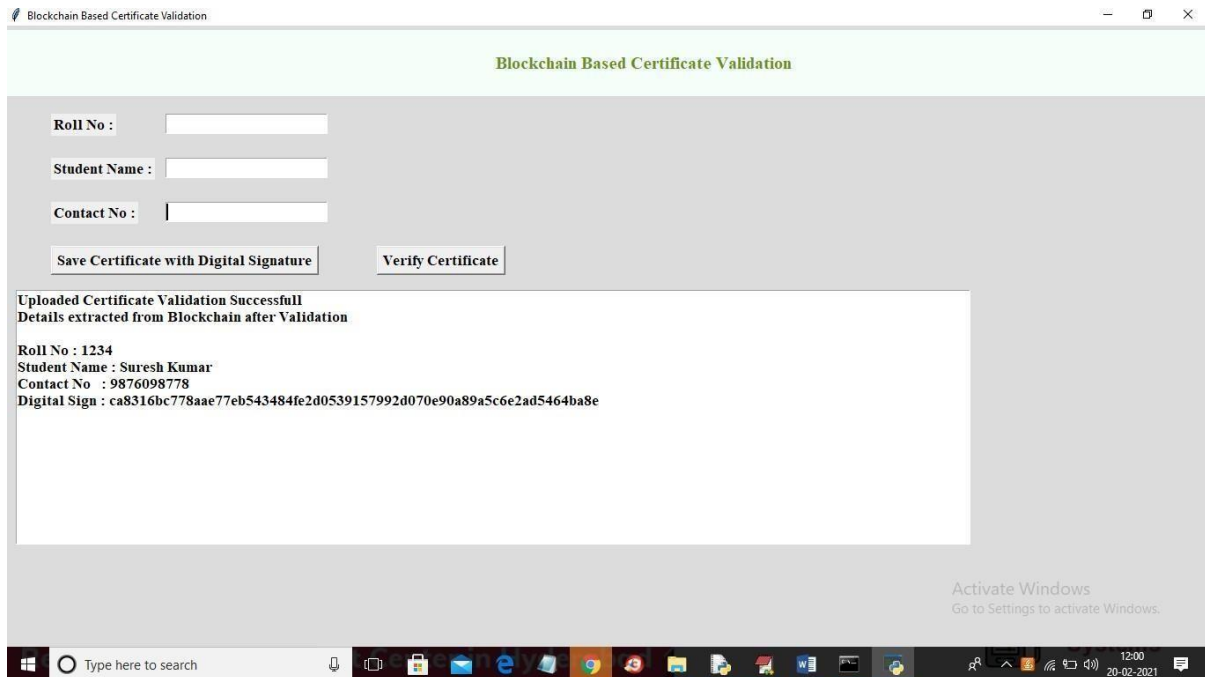 Blockchain Based Certificate Validation
Blockchain Based Certificate Validation
Roll No :
Student Name :
Contact No :
Save Certificate with Digital Signature Verify Certificate
Uploaded Certificate Validation Successfull
Details extracted from Blockchain after Validation
Roll No : 1234
Student Name : Suresh Kumar
Contact No : 9876098778
Digital Sign : ca8316bc778aae77eb543484fe2d0539157992d070e90a89a5c6e2ad5464ba8e
Activate Windows
Go to Settings to activate Windows.
Systems
Type here to search
12:00
20-02-2021